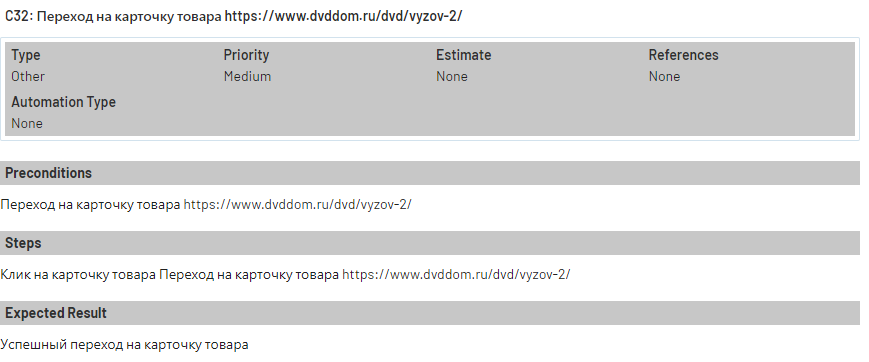 C32: Переход на карточку товара https://www.dvddom.ru/dvd/vyzov-2/
Type Priority Estimate References
Other Medium None None
Automation Type
None
Preconditions
Переход на карточку товара https://www.dvddom.ru/dvd/vyzov-2/
Steps
Клик на карточку товара Переход на карточку товара https://www.dvddom.ru/dvd/vyzov-2/
Expected Result
Успешный переход на карточку товара